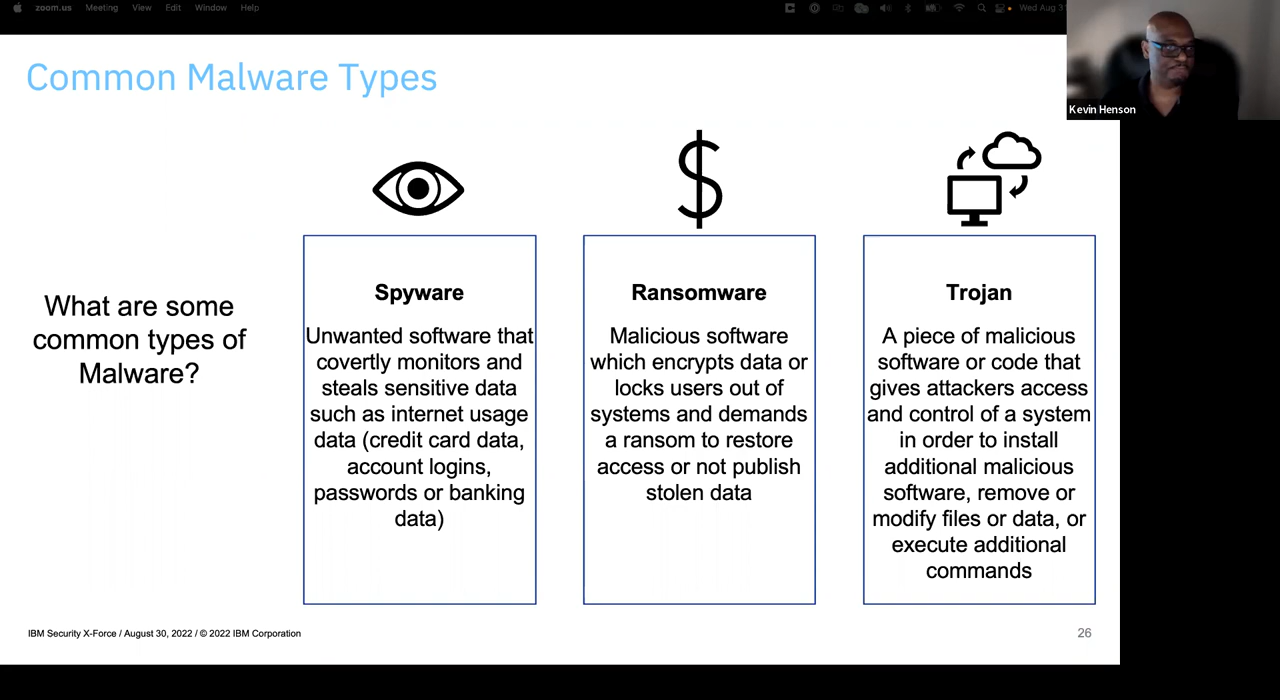 zoom.us Meeting View Edit Window Help Wed Aug 31
Common Malware Types
Kevin Henson
What are some
common types of
Malware?
Spyware
Unwanted software that
covertly monitors and
steals sensitive data
such as internet usage
data (credit card data,
account logins,
passwords or banking
data)
Ransomware
Malicious software
which encrypts data or
locks users out of
systems and demands
a ransom to restore
access or not publish
stolen data
Trojan
A piece of malicious
software or code that
gives attackers access
and control of a system
in order to install
additional malicious
software, remove or
modify files or data, or
execute additional
commands
IBM Security X-Force / August 30, 2022 / © 2022 IBM Corporation
26